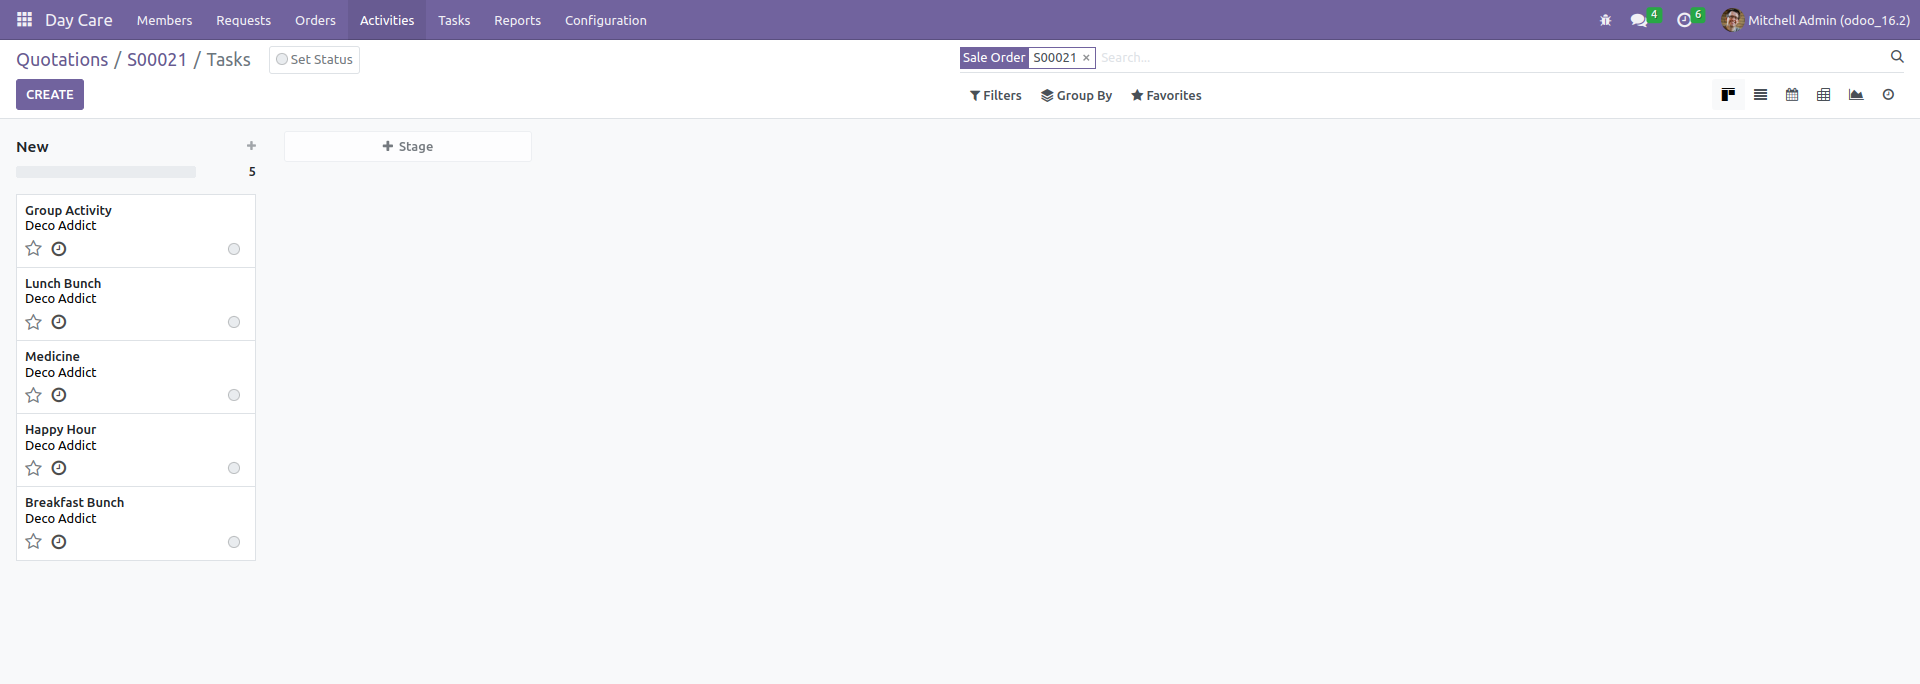 Day Care Members Requests Orders Activities Tasks Reports Configuration 4 6 Mitchell Admin (odoo_16.2)
Quotations / S00021 / Tasks Set Status Sale Order S00021 × Search...
CREATE Filters Group By Favorites
New + + Stage
5
Group Activity
Deco Addict
Lunch Bunch
Deco Addict
Medicine
Deco Addict
Happy Hour
Deco Addict
Breakfast Bunch
Deco Addict